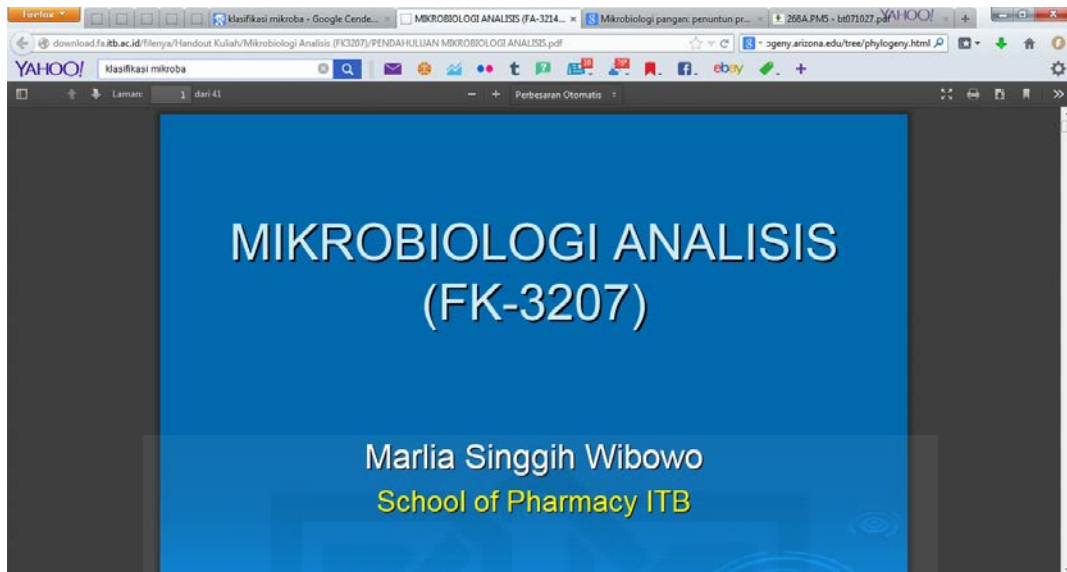 Firefox
klasifikasi mikroba - Google Cende...
MIKROBIOLOGI ANALISIS (FA-3214...
Mikrobiologi pangan: penuntun pr...
268A.PM5 - bt071027.pdf
YAHOO!
download.fa.itb.ac.id/filenya/Handout Kuliah/Mikrobiologi Analisis (FK3207)/PENDAHULUAN MIKROBIOLOGI ANALISIS.pdf
ogeny.arizona.edu/tree/phylogeny.html
YAHOO!
klasifikasi mikroba
ebay
Laman: 1 dari 41
Perbesaran Otomatis
MIKROBIOLOGI ANALISIS
(FK-3207)
Marlia Singgih Wibowo
School of Pharmacy ITB